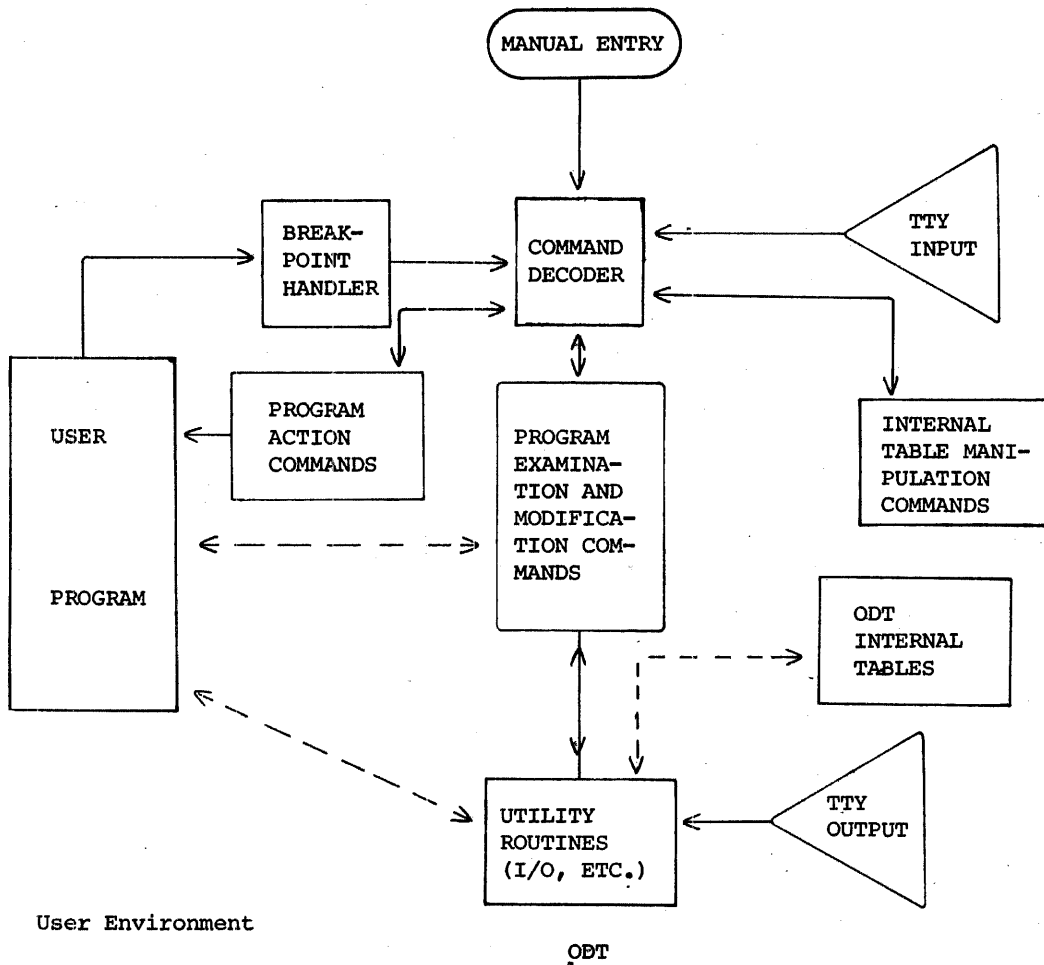 MANUAL ENTRY
BREAK-
POINT
HANDLER
COMMAND
DECODER
TTY
INPUT
USER
PROGRAM
PROGRAM
ACTION
COMMANDS
PROGRAM
EXAMINA-
TION AND
MODIFICA-
TION COM-
MANDS
INTERNAL
TABLE MANI-
PULATION
COMMANDS
ODT
INTERNAL
TABLES
UTILITY
ROUTINES
(I/O, ETC.)
TTY
OUTPUT
User Environment
ODT